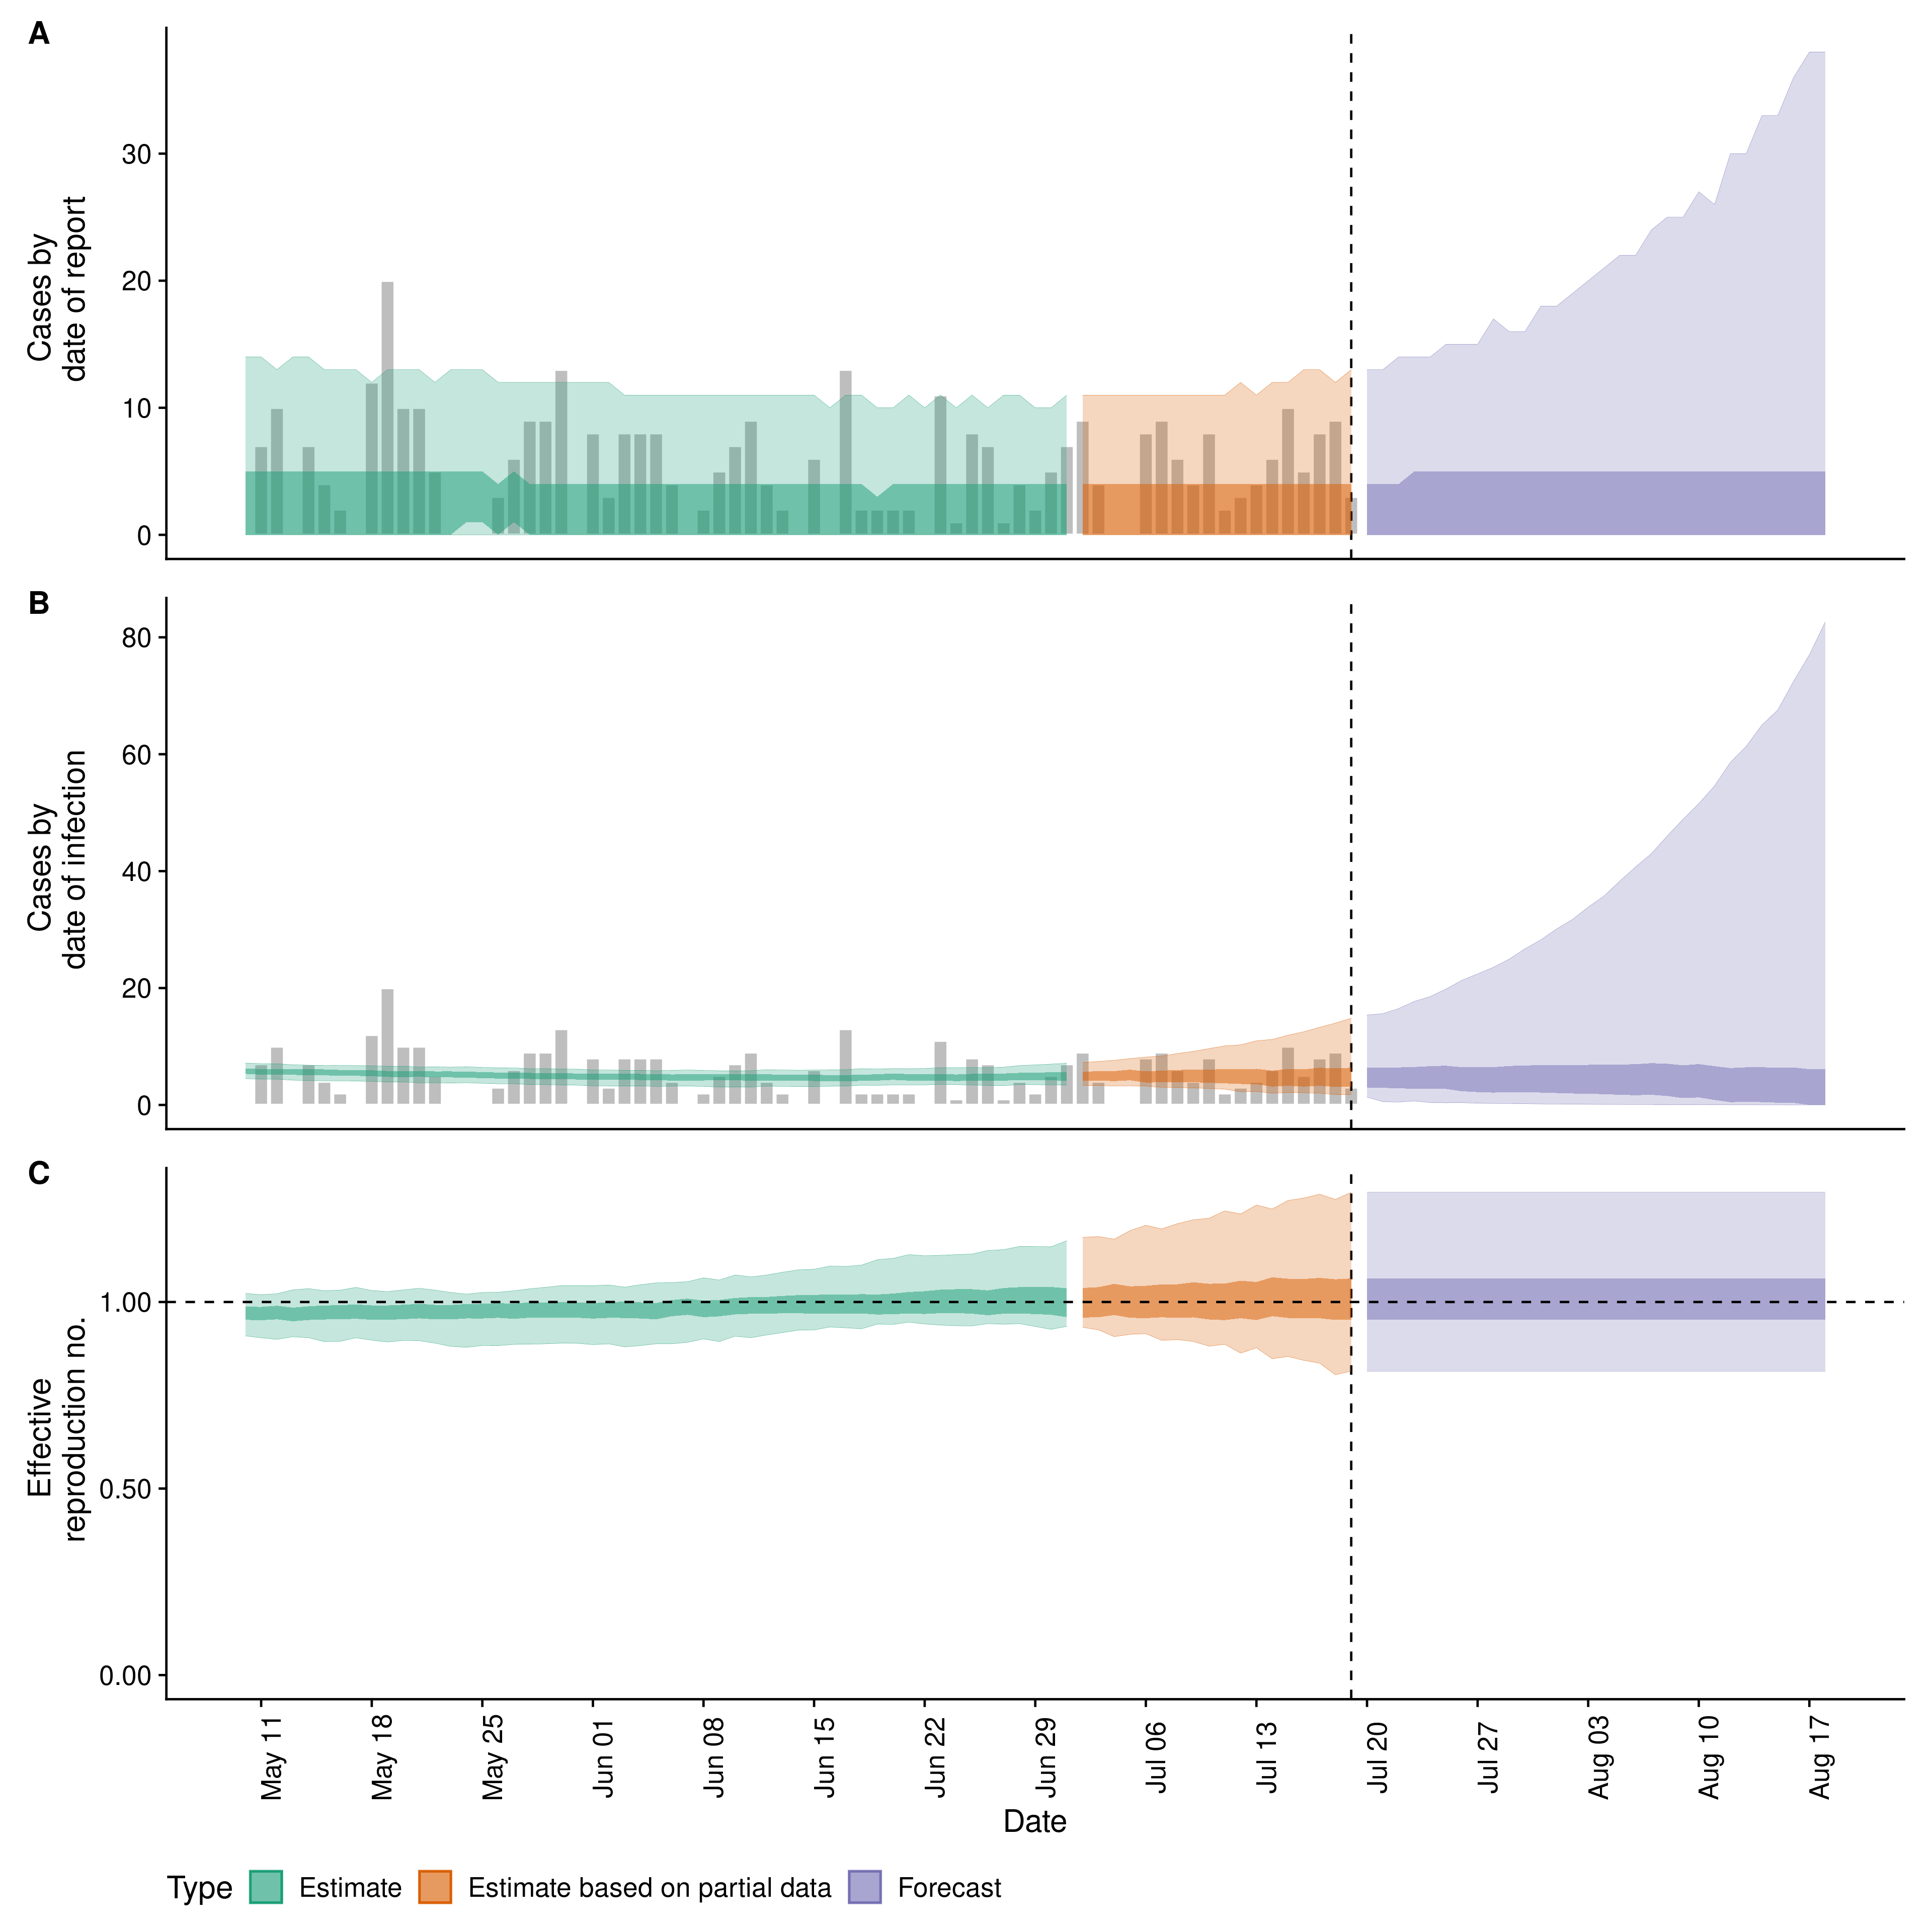 A
Cases by
date of report
30
20
10
0
B
Cases by
date of infection
80
60
40
20
0
C
Effective
reproduction no.
1.00
0.50
0.00
May 11
May 18
May 25
Jun 01
Jun 08
Jun 15
Jun 22
Jun 29
Jul 06
Jul 13
Jul 20
Jul 27
Aug 03
Aug 10
Aug 17
Date
Type Estimate Estimate based on partial data Forecast